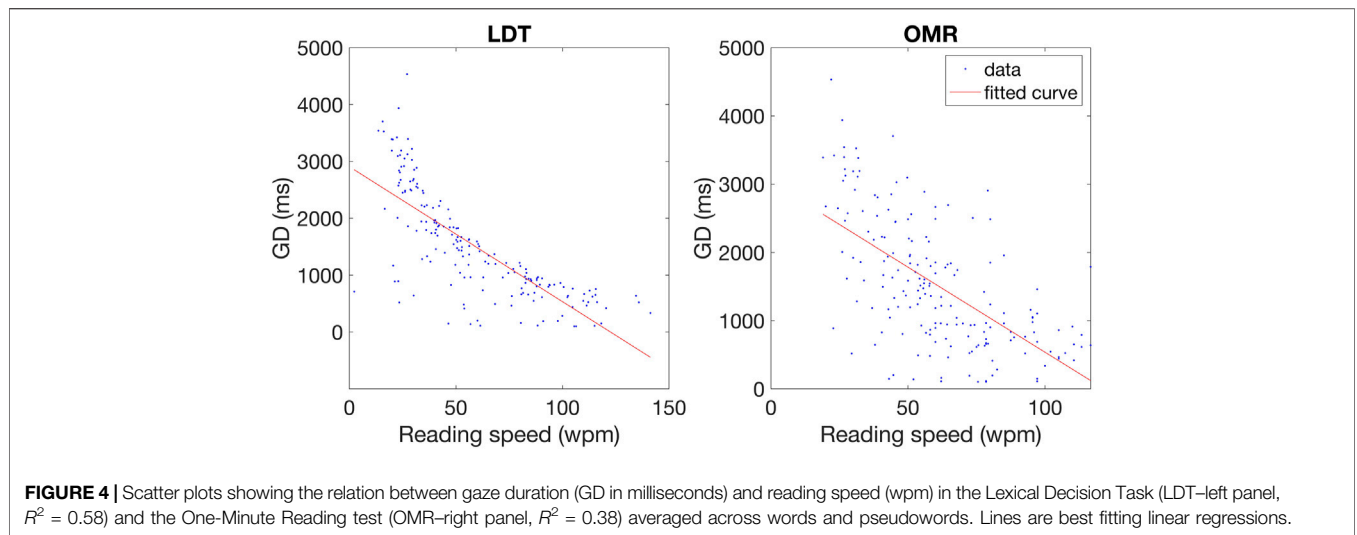 LDT
5000
4000
3000
2000
1000
0
GD (ms)
0 50 100 150
Reading speed (wpm)
OMR
5000
4000
3000
2000
1000
0
GD (ms)
0 50 100
Reading speed (wpm)
data
fitted curve
FIGURE 4 | Scatter plots showing the relation between gaze duration (GD in milliseconds) and reading speed (wpm) in the Lexical Decision Task (LDT–left panel,
R² = 0.58) and the One-Minute Reading test (OMR–right panel, R² = 0.38) averaged across words and pseudowords. Lines are best fitting linear regressions.